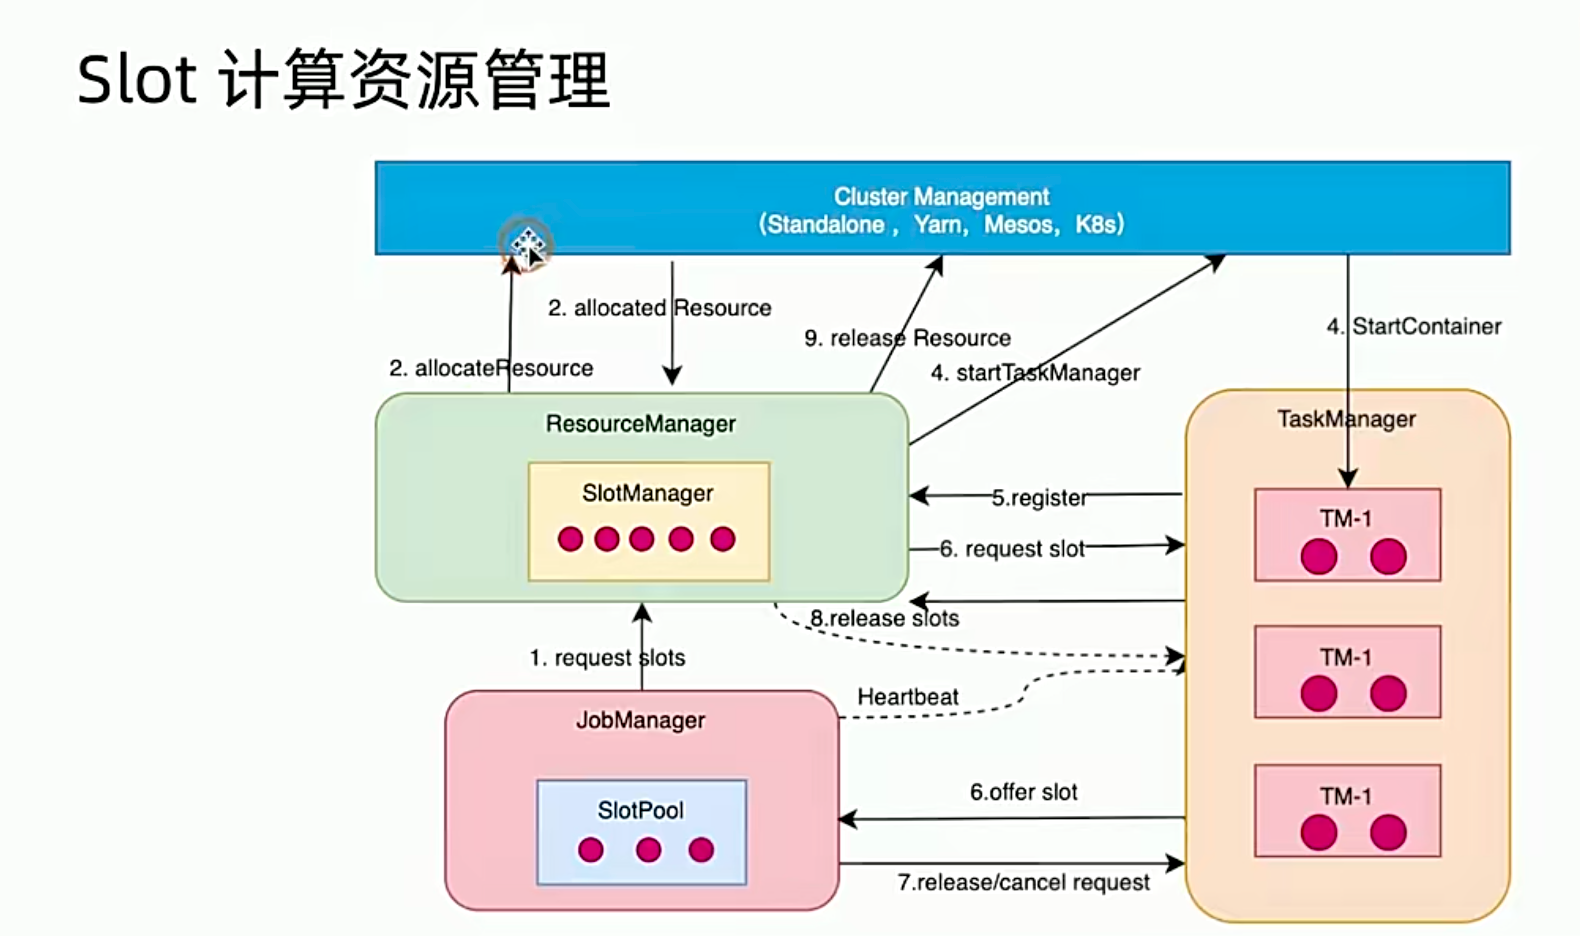 Slot 计算资源管理
Cluster Management
（Standalone ，Yarn，Mesos，K8s）
2. allocated Resource
9. release Resource
4. StartContainer
2. allocateResource
4. startTaskManager
ResourceManager
TaskManager
SlotManager
5.register
TM-1
6. request slot
8.release slots
1. request slots
TM-1
Heartbeat
JobManager
6.offer slot
TM-1
SlotPool
7.release/cancel request